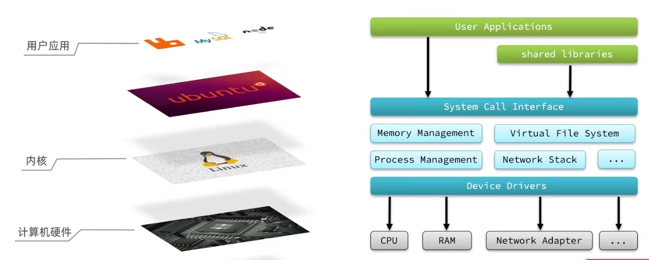 用户应用
MySQL
node
ubuntu
内核
Linux
计算机硬件
User Applications
shared libraries
System Call Interface
Memory Management
Virtual File System
Process Management
Network Stack
...
Device Drivers
CPU
RAM
Network Adapter
...